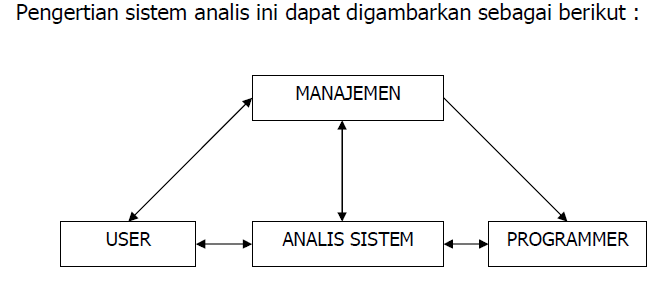 Pengertian sistem analis ini dapat digambarkan sebagai berikut :
MANAJEMEN
USER
ANALIS SISTEM
PROGRAMMER